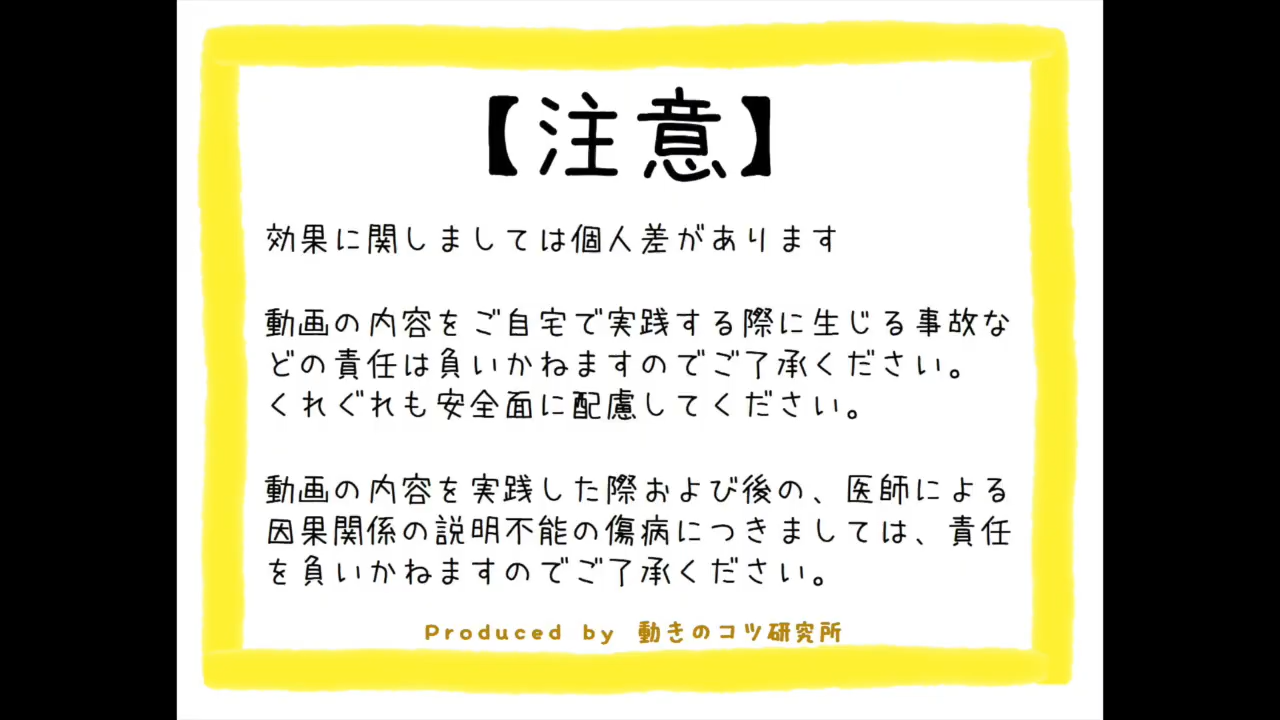 【注意】
効果に関しましては個人差があります
動画の内容をご自宅で実践する際に生じる事故な
どの責任は負いかねますのでご了承ください。
くれぐれも安全面に配慮してください。
動画の内容を実践した際および後の、医師による
因果関係の説明不能の傷病につきましては、責任
を負いかねますのでご了承ください。
Produced by 動きのコツ研究所